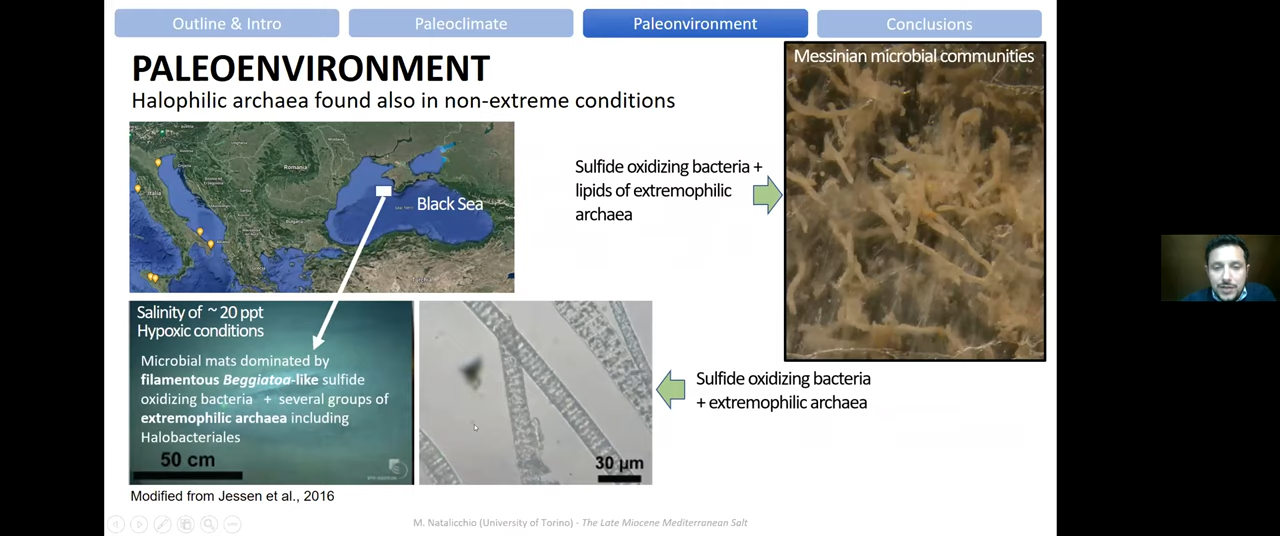 Outline & Intro
Paleoclimate
Paleonvironment
Conclusions
PALEOENVIRONMENT
Halophilic archaea found also in non-extreme conditions
Messinian microbial communities
Romania
Italia
Black Sea
Sulfide oxidizing bacteria +
lipids of extremophilic
archaea
Salinity of ~ 20 ppt
Hypoxic conditions
Microbial mats dominated by
filamentous Beggiatoa-like sulfide
oxidizing bacteria + several groups of
extremophilic archaea including
Halobacteriales
50 cm
30 µm
Sulfide oxidizing bacteria
+ extremophilic archaea
Modified from Jessen et al., 2016
M. Natalicchio (University of Torino) - The Late Miocene Mediterranean Salt